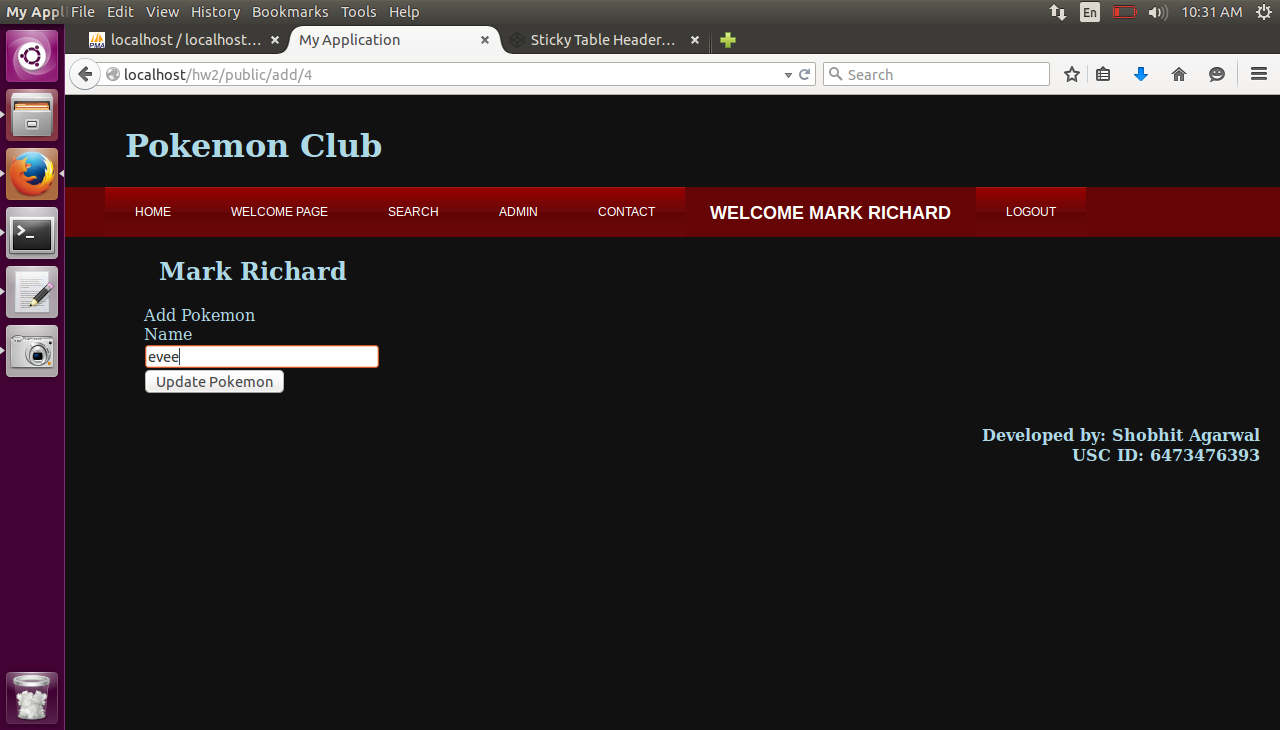 My Appl File Edit View History Bookmarks Tools Help En 10:31 AM
PMA localhost / localhost... My Application Sticky Table Header...
localhost/hw2/public/add/4 Search
Pokemon Club
HOME WELCOME PAGE SEARCH ADMIN CONTACT WELCOME MARK RICHARD LOGOUT
Mark Richard
Add Pokemon
Name
evee
Update Pokemon
Developed by: Shobhit Agarwal
USC ID: 6473476393